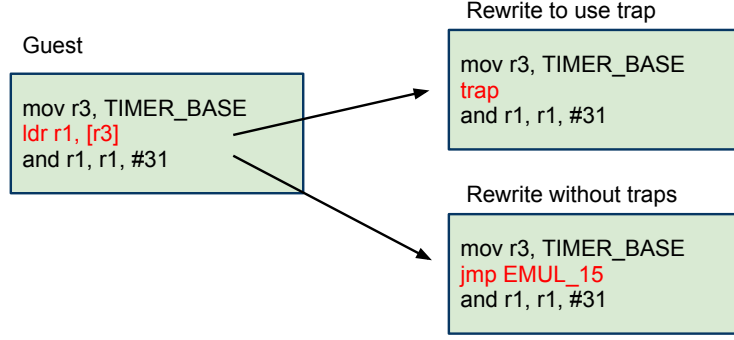 Guest
mov r3, TIMER_BASE
ldr r1, [r3]
and r1, r1, #31
Rewrite to use trap
mov r3, TIMER_BASE
trap
and r1, r1, #31
Rewrite without traps
mov r3, TIMER_BASE
jmp EMUL_15
and r1, r1, #31